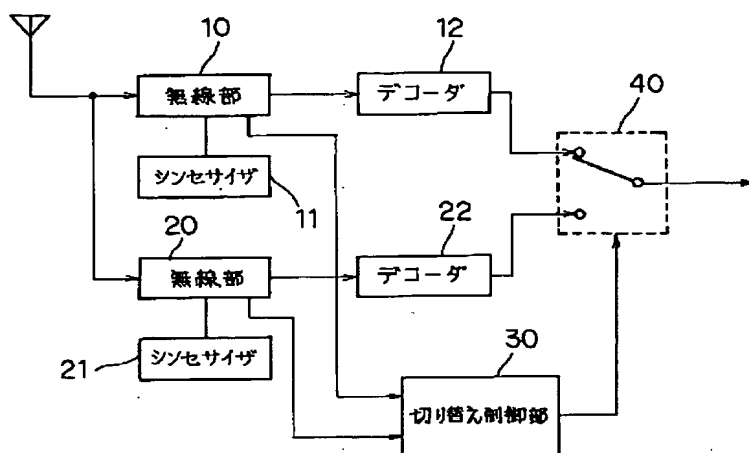 10
無線部
12
デコーダ
40
シンセサイザ
11
20
無線部
22
デコーダ
21
シンセサイザ
30
切り替え制御部